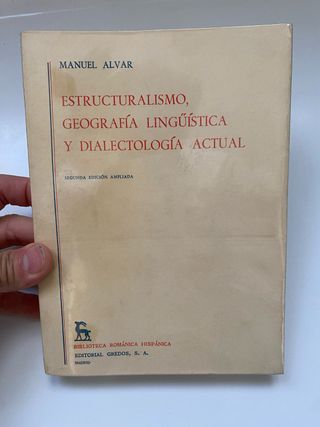 MANUEL ALVAR
ESTRUCTURALISMO,
GEOGRAFÍA LINGÜÍSTICA
Y DIALECTOLOGÍA ACTUAL
SEGUNDA EDICIÓN AMPLIADA
BIBLIOTECA ROMÁNICA HISPÁNICA
EDITORIAL GREDOS, S. A.
MADRID